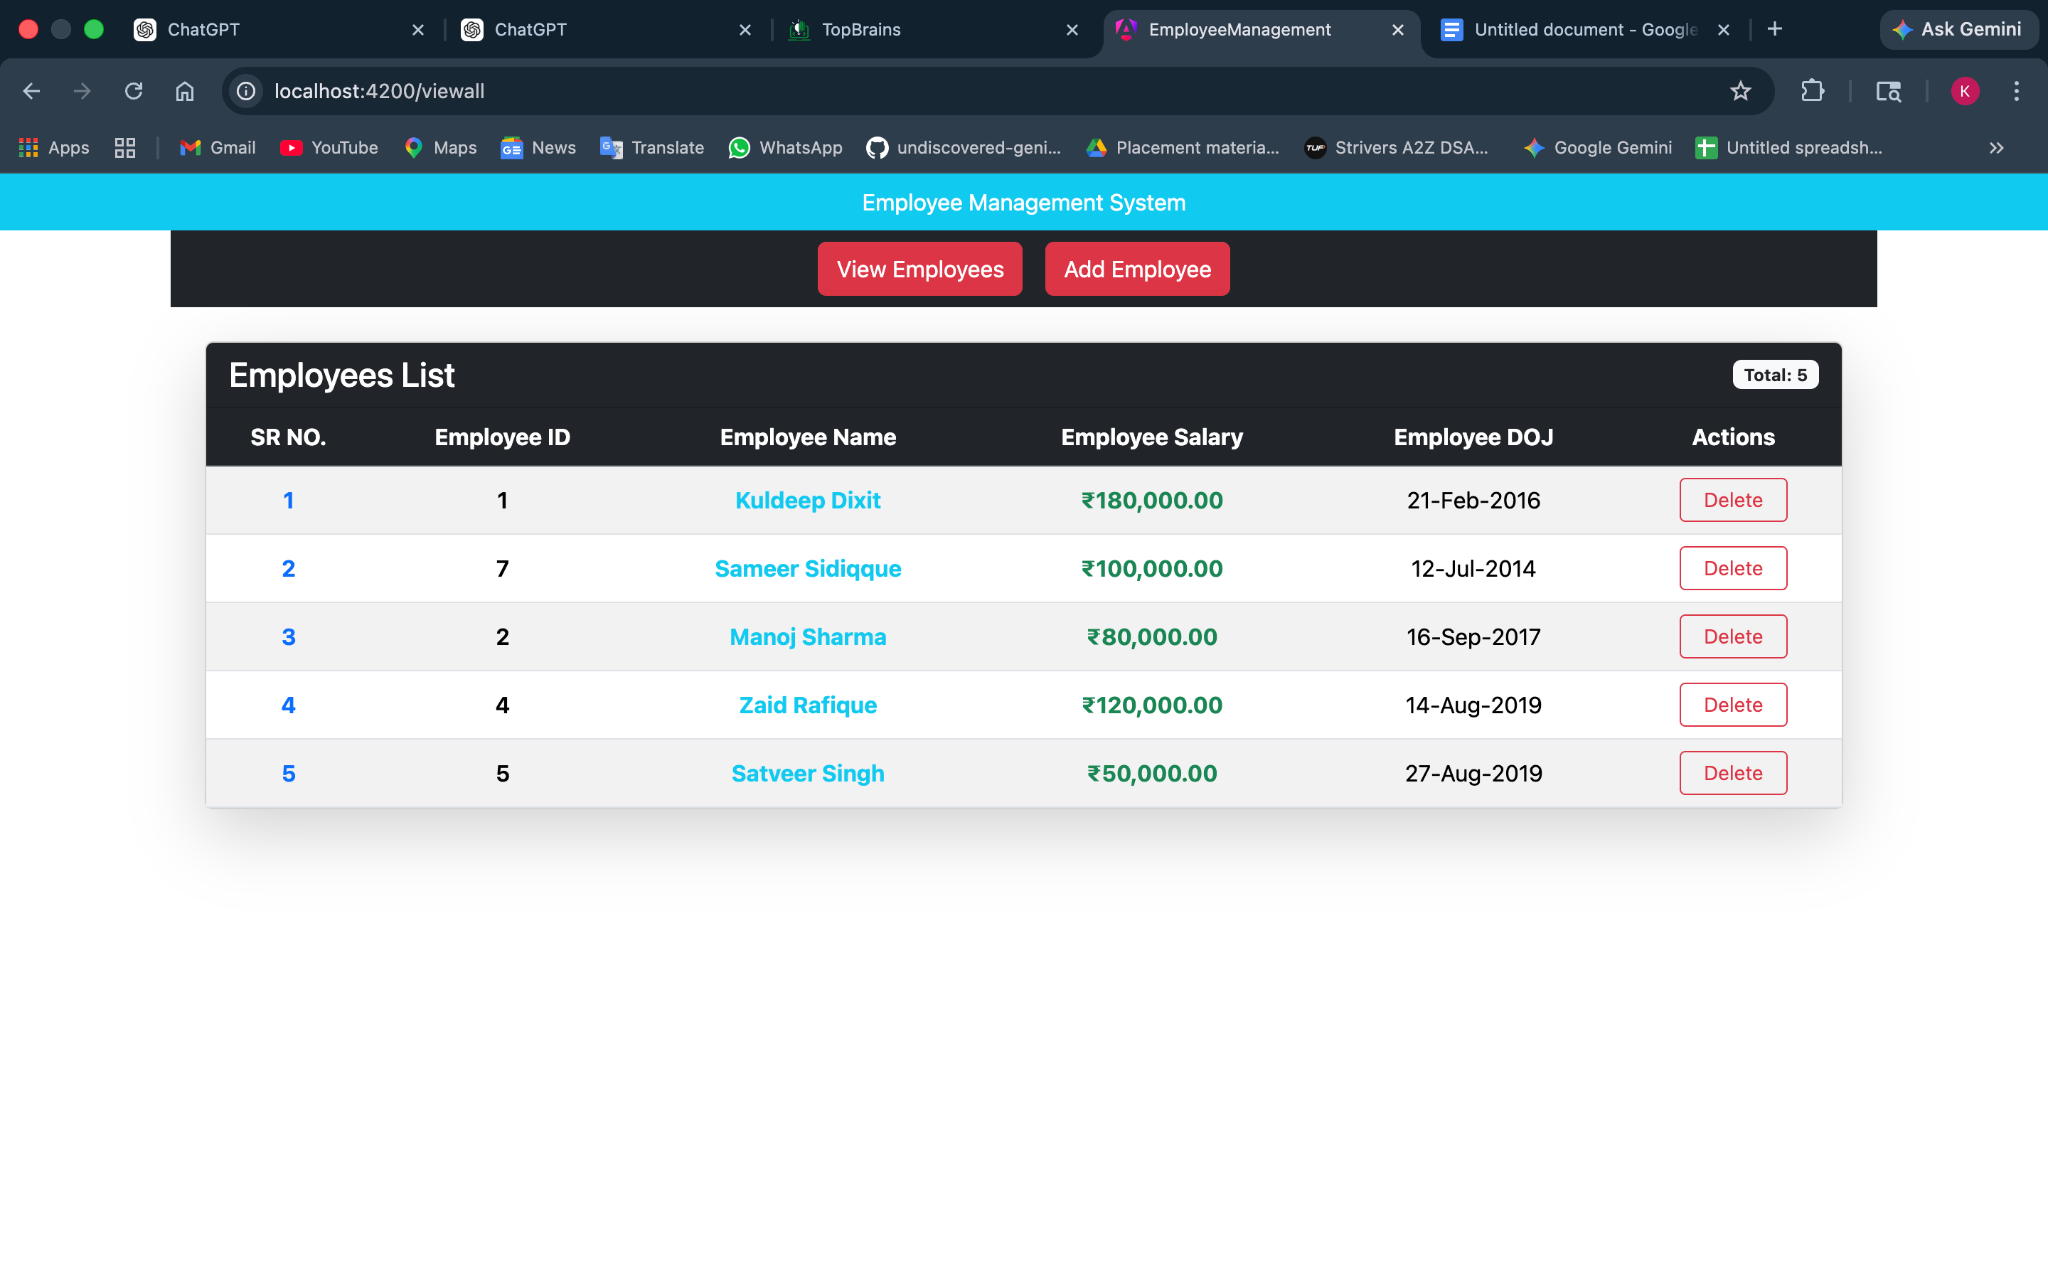 ChatGPT ChatGPT TopBrains EmployeeManagement Untitled document - Google Ask Gemini
localhost:4200/viewall K
Apps Gmail YouTube Maps News Translate WhatsApp undiscovered-geni... Placement materia... TUF Strivers A2Z DSA... Google Gemini Untitled spreadsh...
Employee Management System
View Employees Add Employee
Employees List Total: 5
SR NO. Employee ID Employee Name Employee Salary Employee DOJ Actions
1 1 Kuldeep Dixit ₹180,000.00 21-Feb-2016 Delete
2 7 Sameer Sidiqque ₹100,000.00 12-Jul-2014 Delete
3 2 Manoj Sharma ₹80,000.00 16-Sep-2017 Delete
4 4 Zaid Rafique ₹120,000.00 14-Aug-2019 Delete
5 5 Satveer Singh ₹50,000.00 27-Aug-2019 Delete